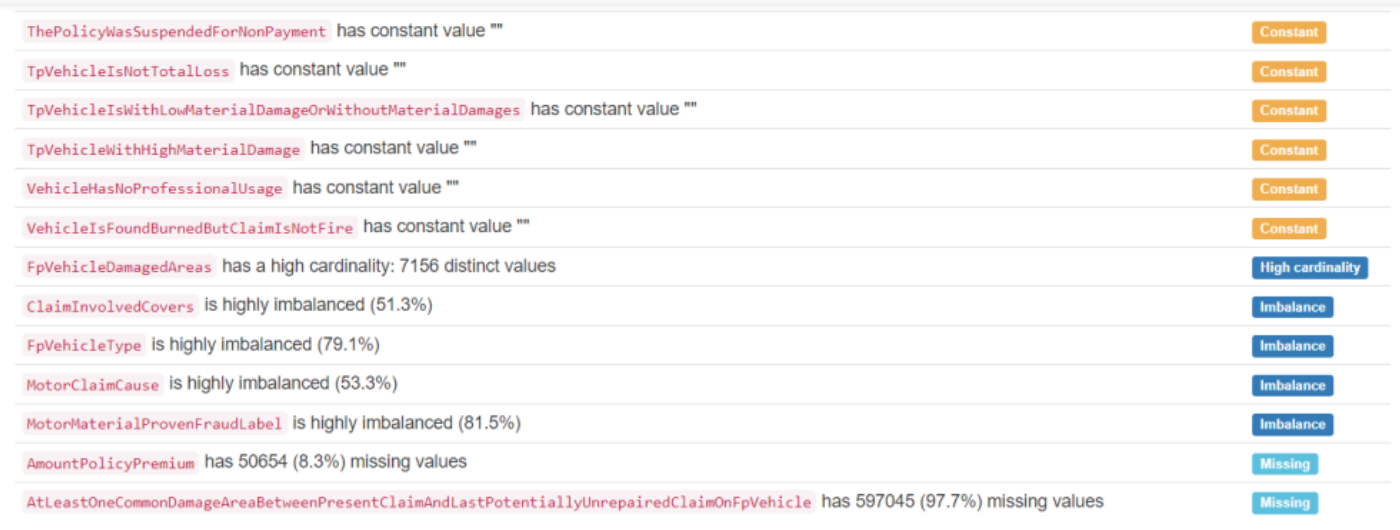 ThePolicyWasSuspendedForNonPayment has constant value "" Constant
TpVehicleIsNotTotalLoss has constant value "" Constant
TpVehicleIsWithLowMaterialDamageOrWithoutMaterialDamages has constant value "" Constant
TpVehicleWithHighMaterialDamage has constant value "" Constant
VehicleHasNoProfessionalUsage has constant value "" Constant
VehicleIsFoundBurnedButClaimIsNotFire has constant value "" Constant
FpVehicleDamagedAreas has a high cardinality: 7156 distinct values High cardinality
ClaimInvolvedCovers is highly imbalanced (51.3%) Imbalance
FpVehicleType is highly imbalanced (79.1%) Imbalance
MotorClaimCause is highly imbalanced (53.3%) Imbalance
MotorMaterialProvenFraudLabel is highly imbalanced (81.5%) Imbalance
AmountPolicyPremium has 50654 (8.3%) missing values Missing
AtLeastOneCommonDamageAreaBetweenPresentClaimAndLastPotentiallyUnrepairedClaimOnFpVehicle has 597045 (97.7%) missing values Missing